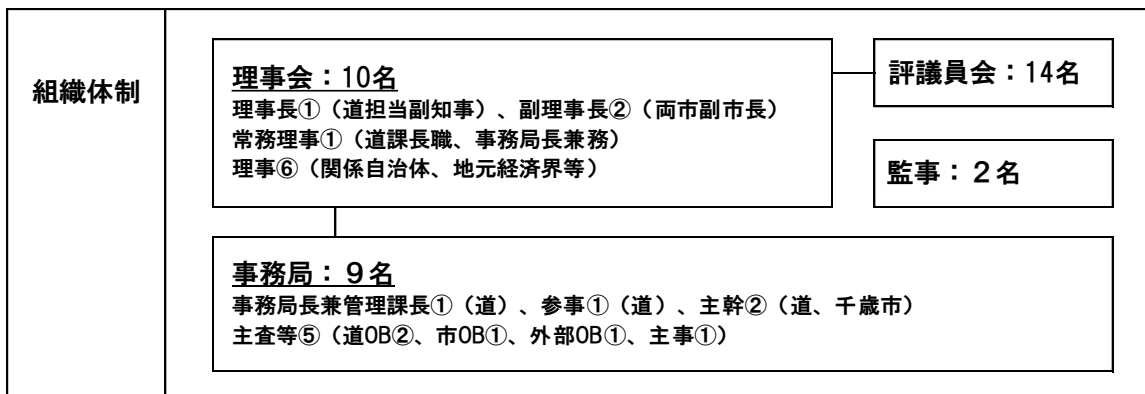 組織体制
理事会：10名
理事長①（道担当副知事）、副理事長②（両市副市長）
常務理事①（道課長職、事務局長兼務）
理事⑥（関係自治体、地元経済界等）
評議員会：14名
監事：２名
事務局：９名
事務局長兼管理課長①（道）、参事①（道）、主幹②（道、千歳市）
主査等⑤（道OB②、市OB①、外部OB①、主事①）